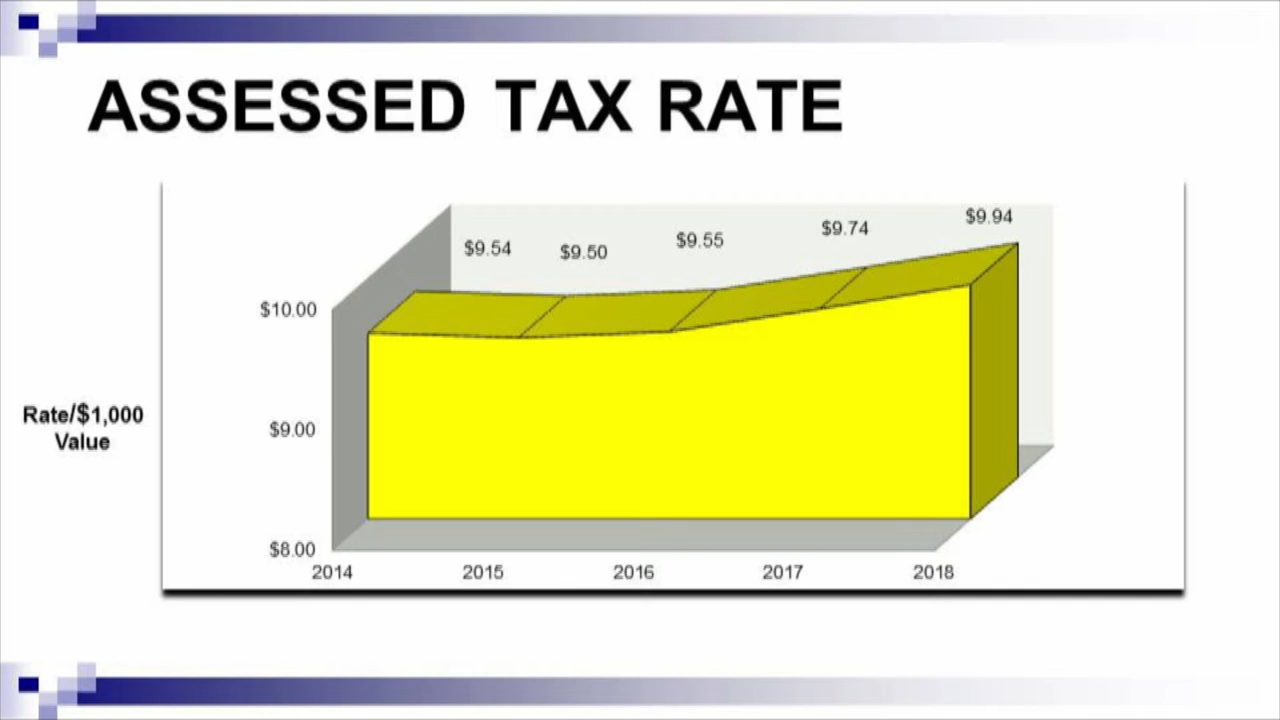 ASSESSED TAX RATE
$9.54
$9.50
$9.55
$9.74
$9.94
$10.00
$9.00
$8.00
Rate/$1,000
Value
2014 2015 2016 2017 2018